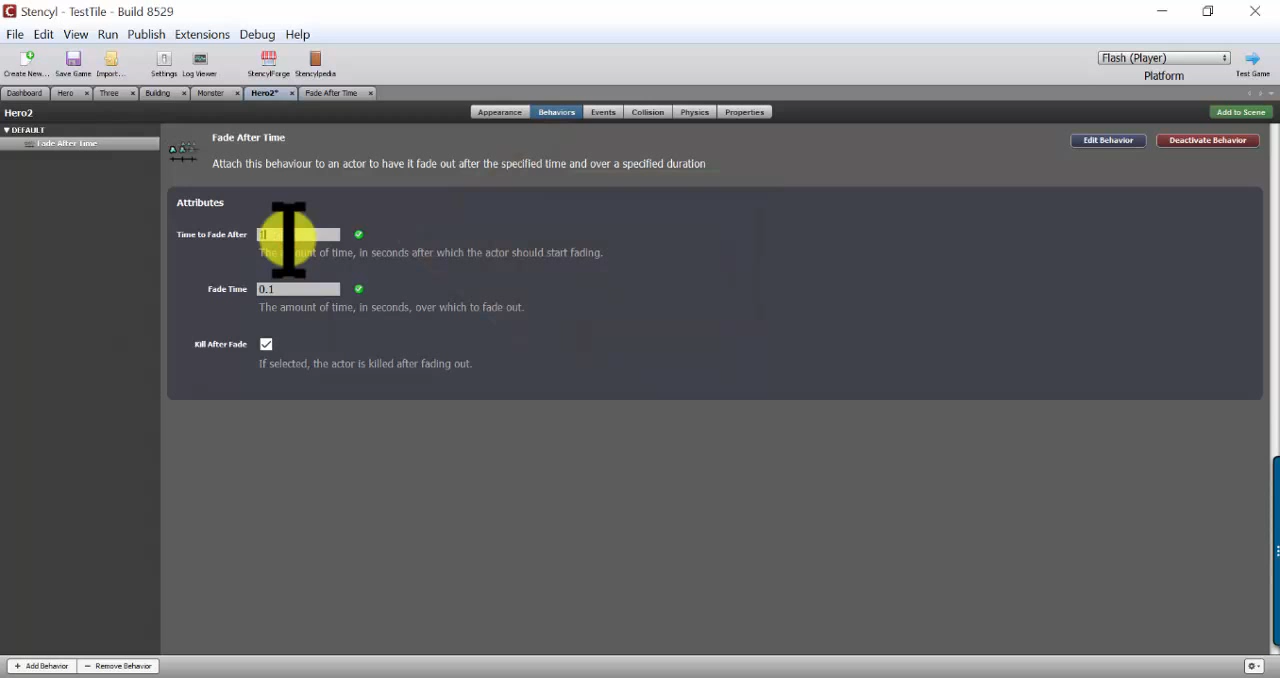 Stencyl - TestTile - Build 8529
File Edit View Run Publish Extensions Debug Help
Create New... Save Game Import... Settings Log Viewer StencylForge Stencylpedia
Flash (Player)
Platform
Test Game
Dashboard Hero Three Building Monster Hero2* Fade After Time
Hero2
Appearance Behaviors Events Collision Physics Properties
Add to Scene
DEFAULT
Fade After Time
Fade After Time
Attach this behaviour to an actor to have it fade out after the specified time and over a specified duration
Edit Behavior Deactivate Behavior
Attributes
Time to Fade After
The amount of time, in seconds after which the actor should start fading.
Fade Time 0.1
The amount of time, in seconds, over which to fade out.
Kill After Fade
If selected, the actor is killed after fading out.
+ Add Behavior − Remove Behavior